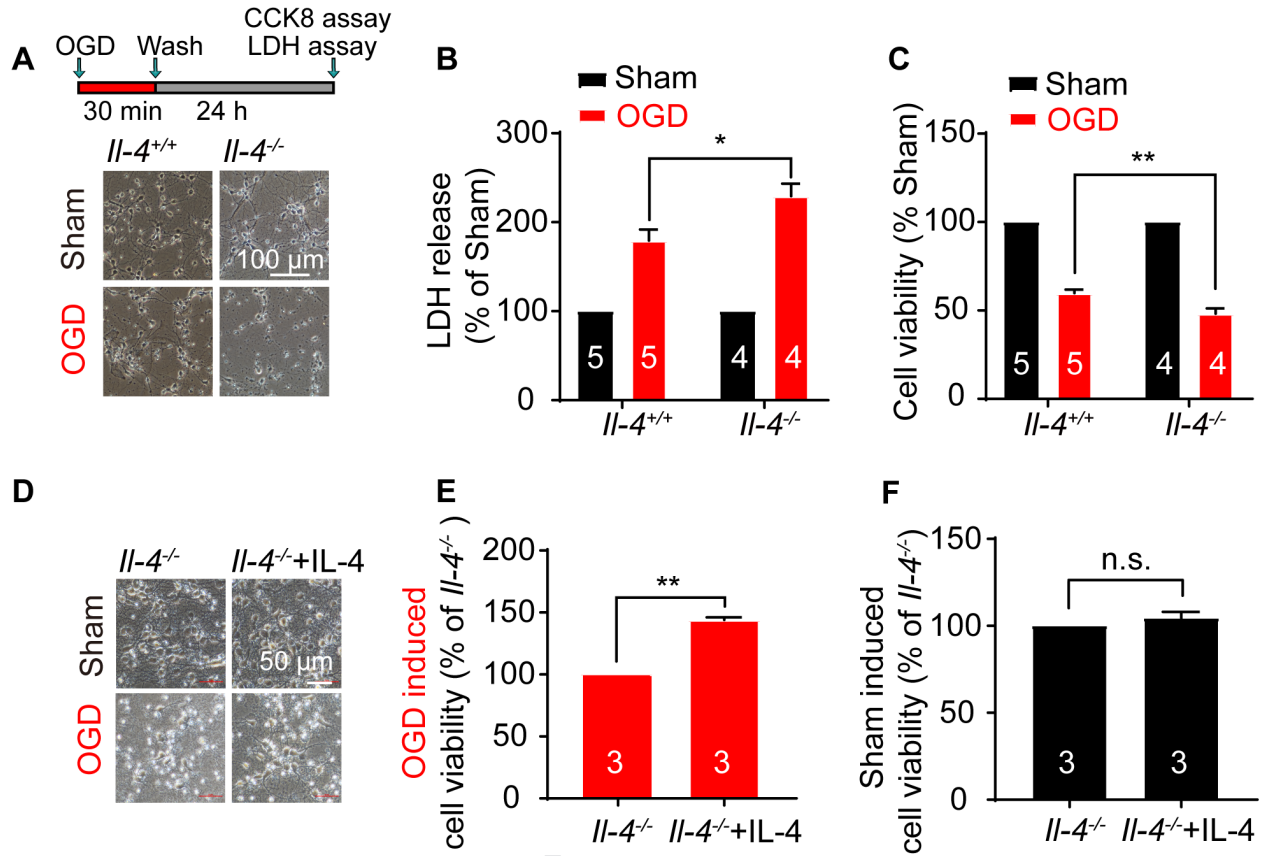 A
OGD
Wash
CCK8 assay
LDH assay
30 min
24 h
Il-4+/+
Il-4-/-
Sham
100 µm
OGD
B
Sham
OGD
LDH release
(% of Sham)
300
200
100
0
*
5
5
4
4
Il-4+/+
Il-4-/-
C
Sham
OGD
Cell viability (% Sham)
150
100
50
0
**
5
5
4
4
Il-4+/+
Il-4-/-
D
Il-4-/-
Il-4-/-+IL-4
Sham
50 µm
OGD
E
OGD induced
cell viability (% of Il-4-/- )
200
150
100
50
0
**
3
3
Il-4-/-
Il-4-/-+IL-4
F
Sham induced
cell viability (% of Il-4-/-)
150
100
50
0
n.s.
3
3
Il-4-/-
Il-4-/-+IL-4